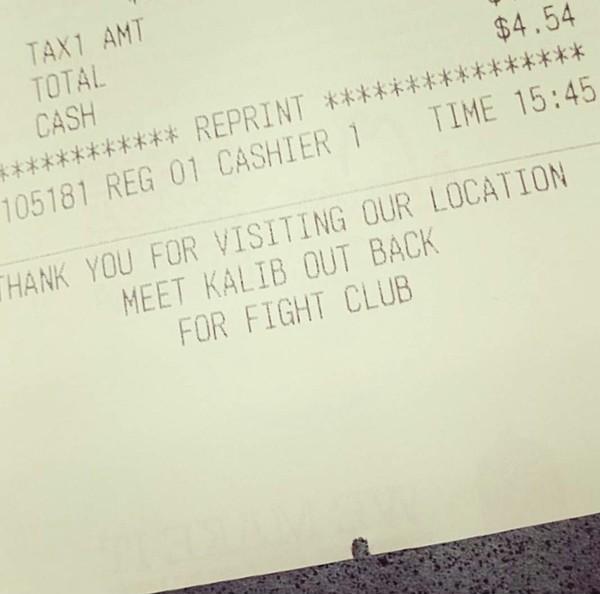 TAX1 AMT
TOTAL
CASH $4.54
************ REPRINT ****************
105181 REG 01 CASHIER 1 TIME 15:45
THANK YOU FOR VISITING OUR LOCATION
MEET KALIB OUT BACK
FOR FIGHT CLUB